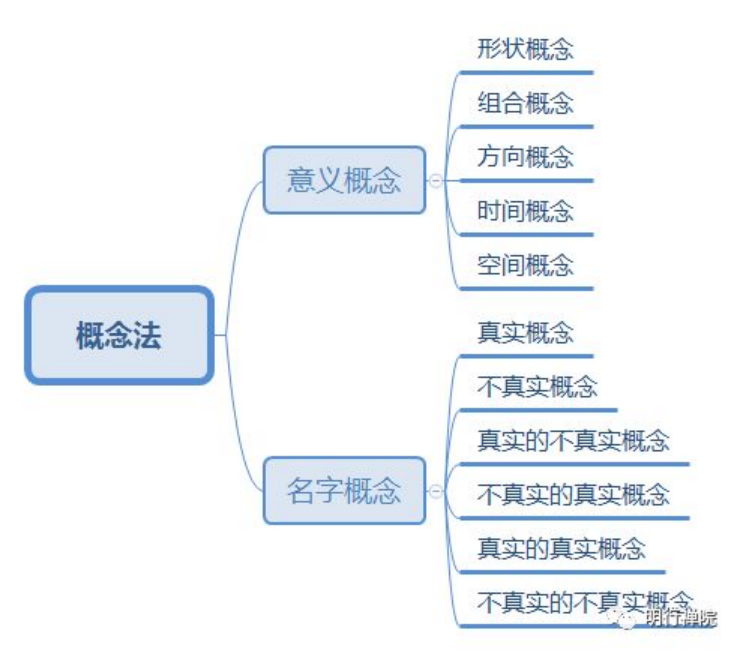 形状概念
组合概念
方向概念
意义概念
时间概念
空间概念
概念法
真实概念
不真实概念
真实的不真实概念
名字概念
不真实的真实概念
真实的真实概念
不真实的不真实概念
明行禅院